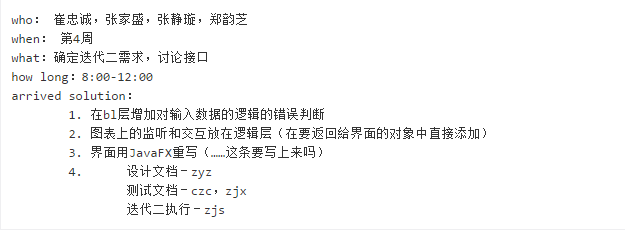 who： 崔忠诚，张家盛，张静璇，郑韵芝
when： 第4周
what：确定迭代二需求，讨论接口
how long：8:00-12:00
arrived solution：
1. 在bl层增加对输入数据的逻辑的错误判断
2. 图表上的监听和交互放在逻辑层（在要返回給界面的对象中直接添加）
3. 界面用JavaFX重写（……这条要写上来吗）
4. 设计文档－zyz
测试文档－czc，zjx
迭代二执行－zjs